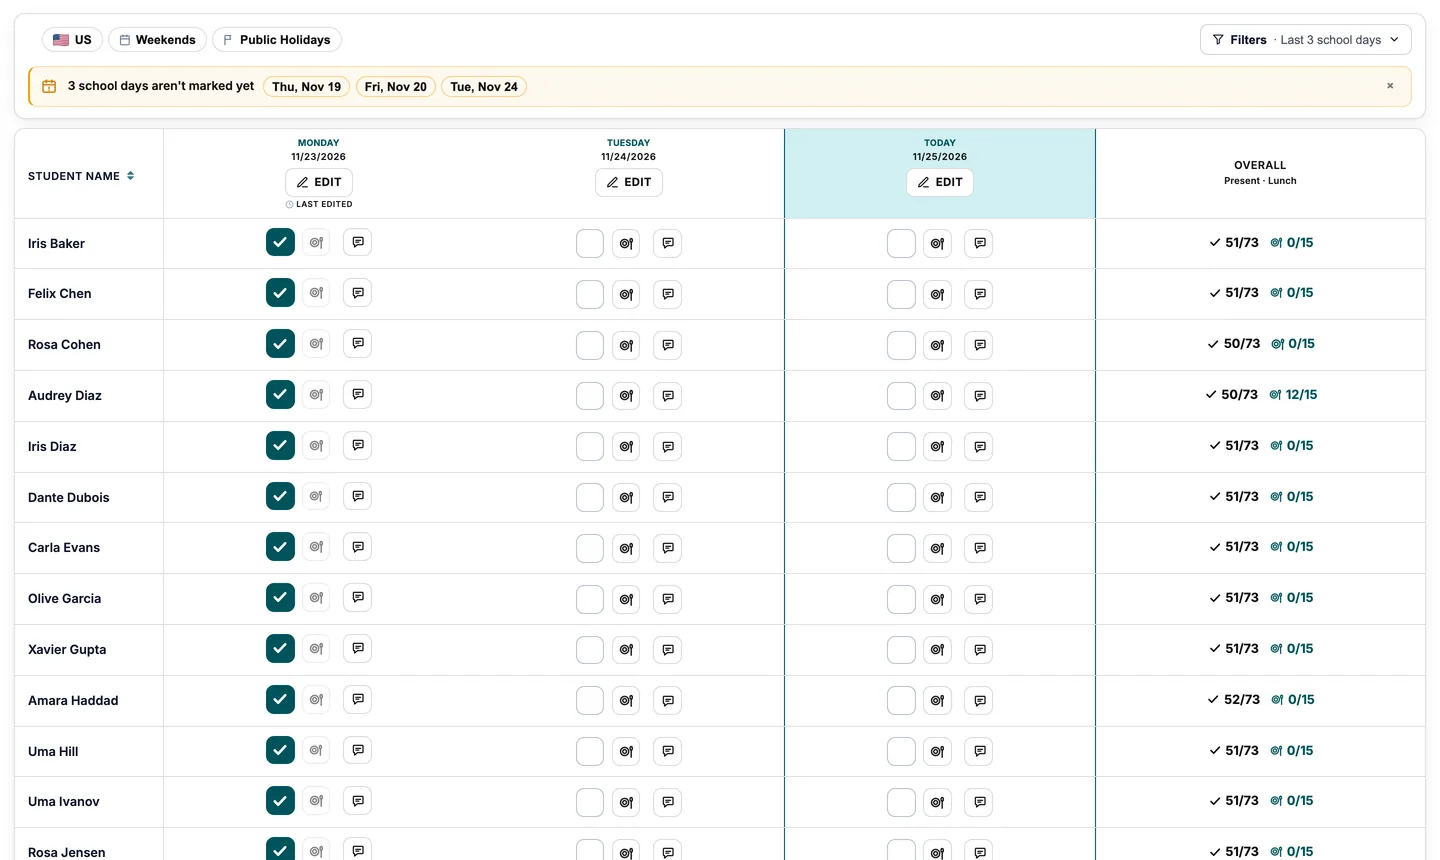 US Weekends Public Holidays Filters · Last 3 school days
3 school days aren't marked yet Thu, Nov 19 Fri, Nov 20 Tue, Nov 24 ×
STUDENT NAME
MONDAY
11/23/2026
EDIT
LAST EDITED
TUESDAY
11/24/2026
EDIT
TODAY
11/25/2026
EDIT
OVERALL
Present · Lunch
Iris Baker 51/73 0/15
Felix Chen 51/73 0/15
Rosa Cohen 50/73 0/15
Audrey Diaz 50/73 12/15
Iris Diaz 51/73 0/15
Dante Dubois 51/73 0/15
Carla Evans 51/73 0/15
Olive Garcia 51/73 0/15
Xavier Gupta 51/73 0/15
Amara Haddad 52/73 0/15
Uma Hill 51/73 0/15
Uma Ivanov 51/73 0/15
Rosa Jensen 51/73 0/15